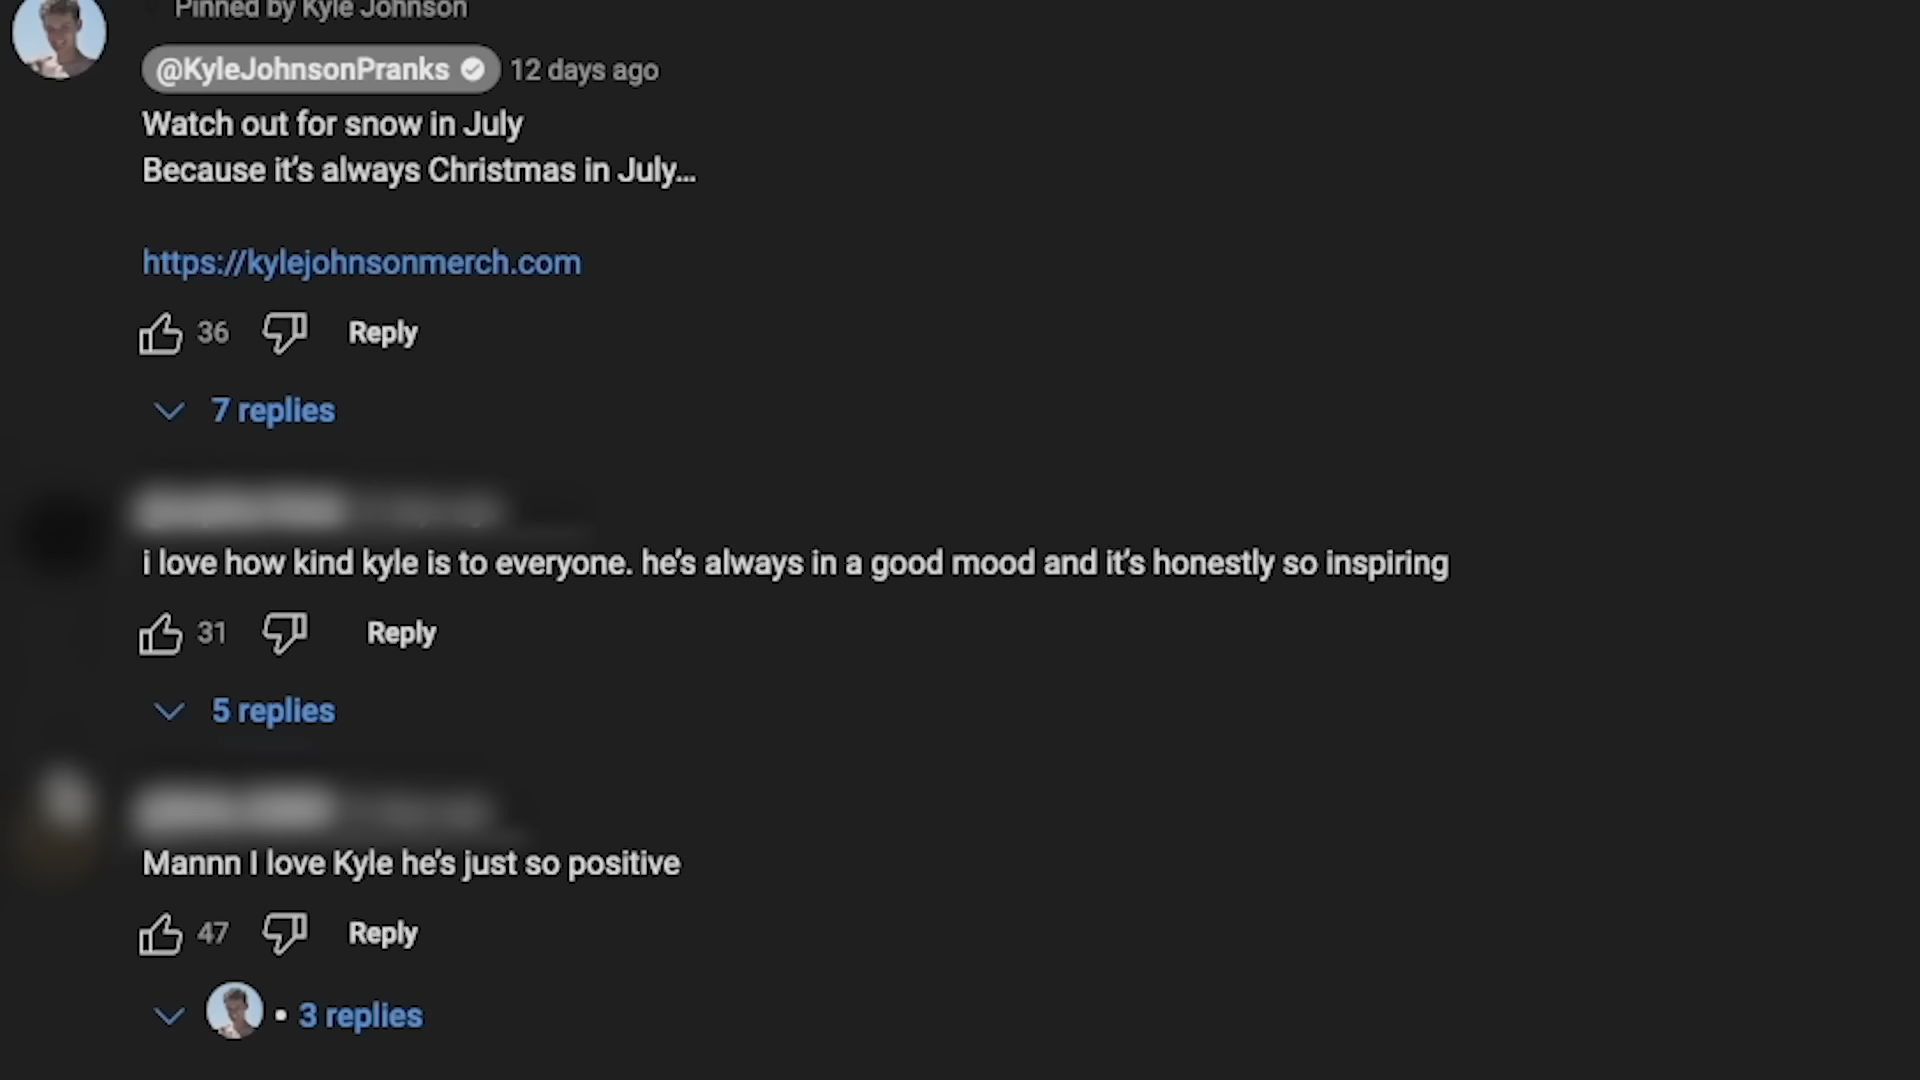 Pinned by Kyle Johnson
@KyleJohnsonPranks 12 days ago
Watch out for snow in July
Because it's always Christmas in July...
https://kylejohnsonmerch.com
36 Reply
7 replies
i love how kind kyle is to everyone. he's always in a good mood and it's honestly so inspiring
31 Reply
5 replies
Mannn I love Kyle he's just so positive
47 Reply
• 3 replies